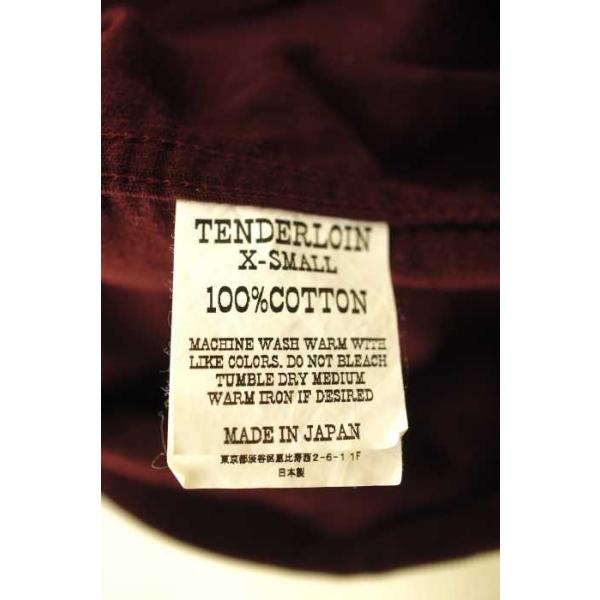 TENDERLOIN
X-SMALL
100%COTTON
MACHINE WASH WARM WITH
LIKE COLORS. DO NOT BLEACH
TUMBLE DRY MEDIUM
WARM IRON IF DESIRED
MADE IN JAPAN
東京都渋谷区恵比寿西2-6-1 1F
日本製